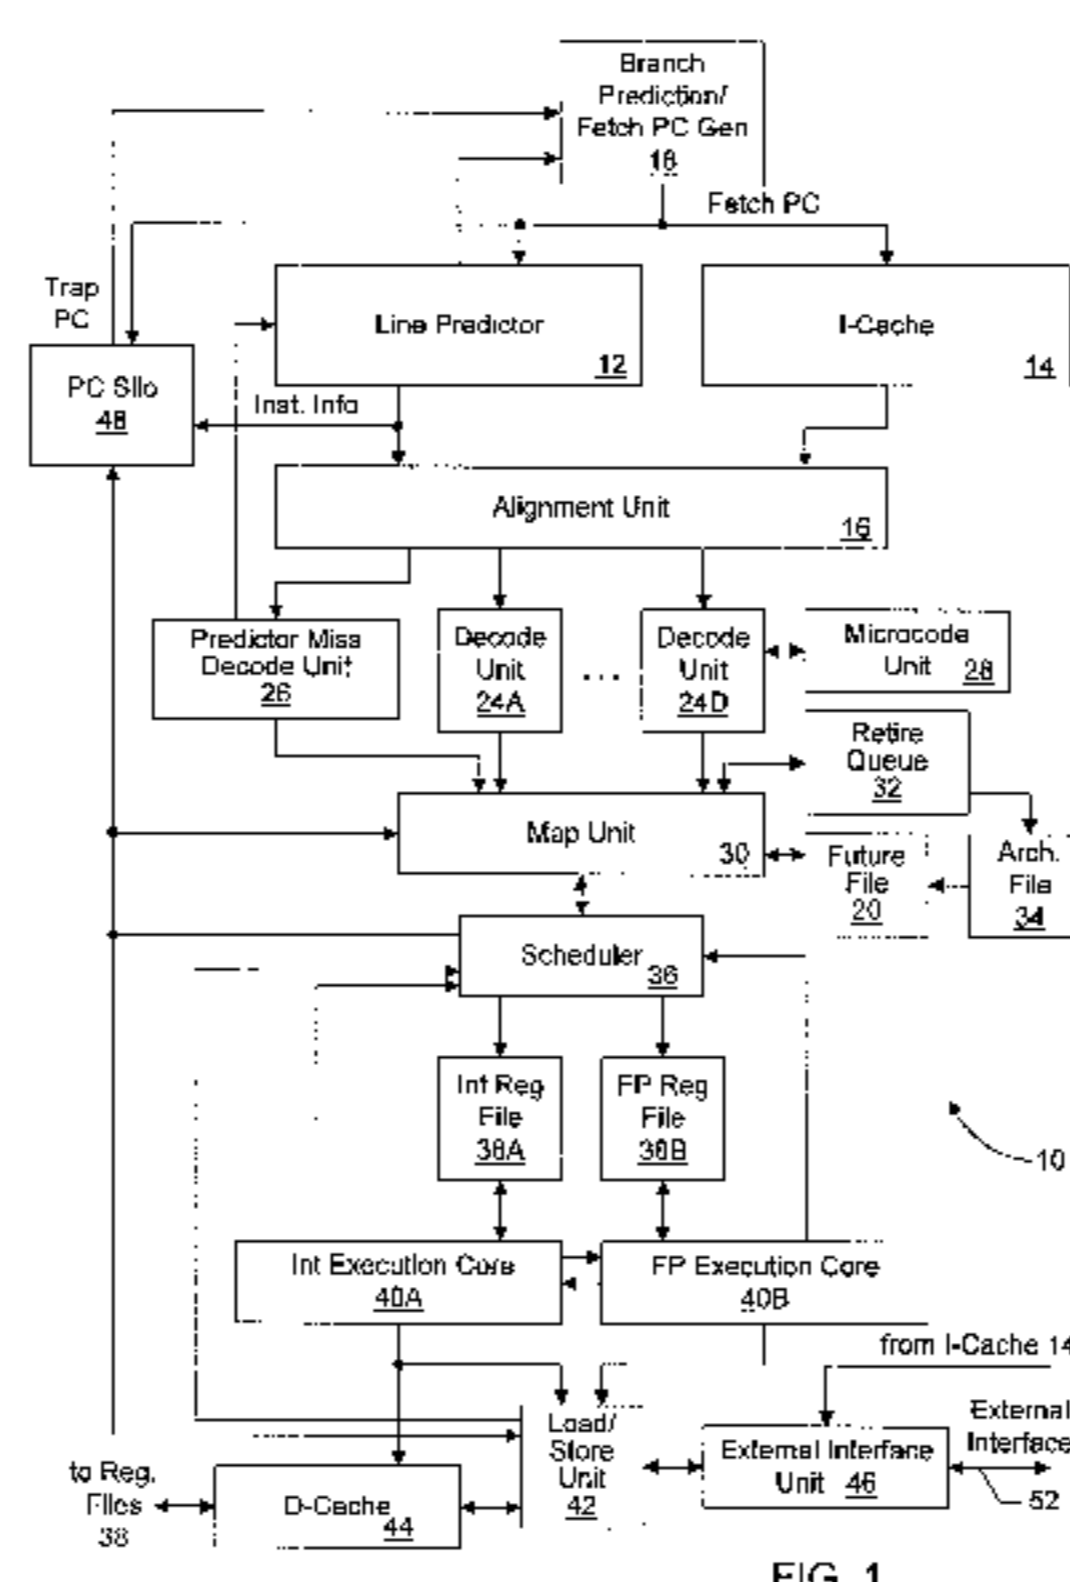 Branch
Prediction/
Fetch PC Gen
18
Fetch PC
Trap
PC
Line Predictor
12
I-Cache
14
PC Silo
48
Inst. Info
Alignment Unit
16
Predictor Miss
Decode Unit
26
Decode
Unit
24A
...
Decode
Unit
24D
Microcode
Unit
28
Retire
Queue
32
Map Unit
30
Future
File
20
Arch.
File
34
Scheduler
36
Int Reg
File
38A
FP Reg
File
38B
10
Int Execution Core
40A
FP Execution Core
40B
from I-Cache 14
External
Interface
52
Load/
Store
Unit
42
External Interface
Unit 46
to Reg.
Files
38
D-Cache
44
FIG. 1